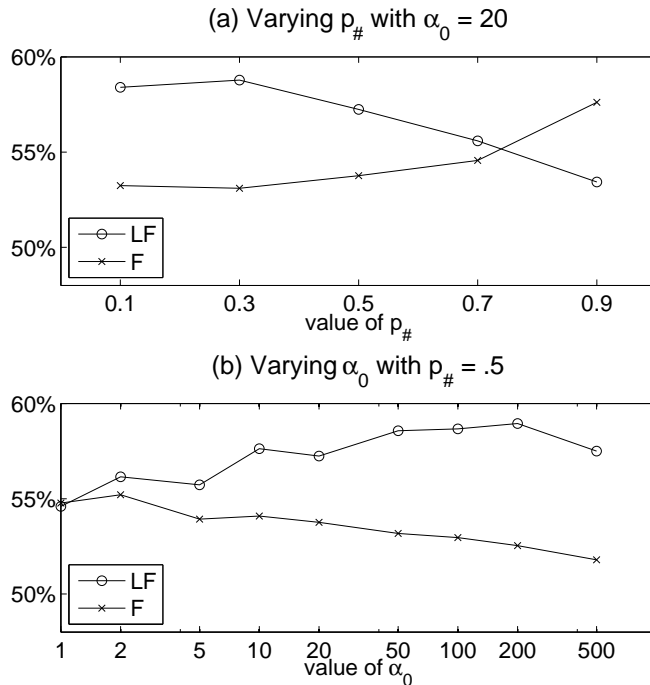 (a) Varying p# with α0 = 20
60%
55%
50%
LF
F
0.1 0.3 0.5 0.7 0.9
value of p#
(b) Varying α0 with p# = .5
60%
55%
50%
LF
F
1 2 5 10 20 50 100 200 500
value of α0